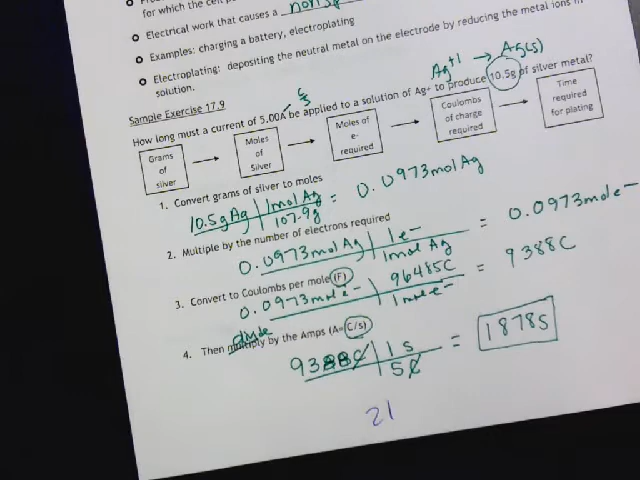 for which the cell po
Electrical work that causes a nons
Examples: charging a battery, electroplating
Electroplating: depositing the neutral metal on the electrode by reducing the metal ions in
solution.
Ag+1 → Ag(s)
Sample Exercise 17.9
C/s
How long must a current of 5.00A be applied to a solution of Ag+ to produce 10.5g of silver metal?
Grams of silver → Moles of Silver → Moles of e- required → Coulombs of charge required → Time required for plating
1. Convert grams of silver to moles
10.5g Ag | 1mol Ag / 107.9g = 0.0973mol Ag
2. Multiple by the number of electrons required
0.0973mol Ag | 1e- / 1mol Ag = 0.0973mole-
3. Convert to Coulombs per mole (F)
0.0973mole- | 96485C / 1mole- = 9388C
divide
4. Then multiply by the Amps (A=C/s)
9388C | 1s / 5C = 1878s
21